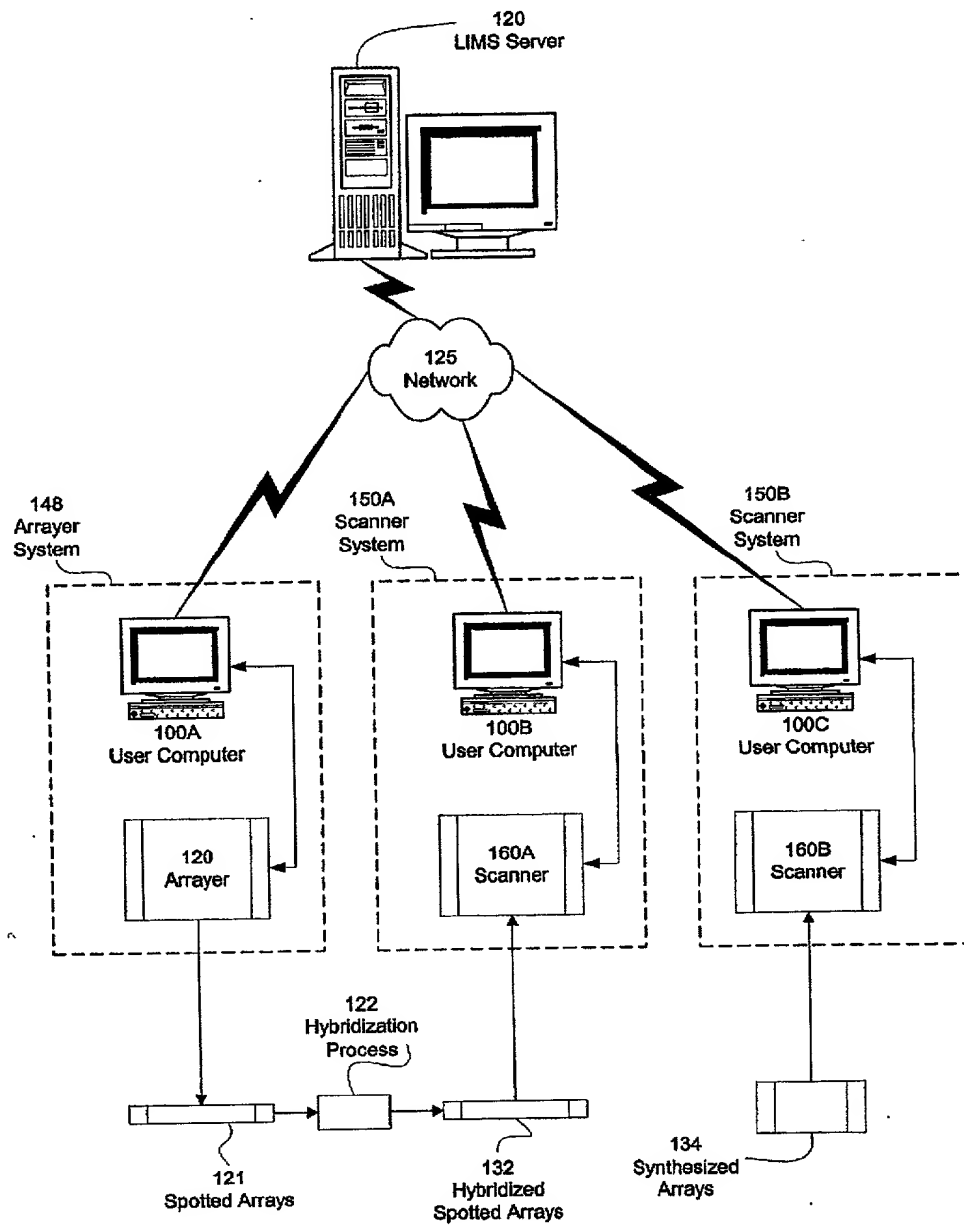 120
LIMS Server
125
Network
148
Arrayer
System
150A
Scanner
System
150B
Scanner
System
100A
User Computer
100B
User Computer
100C
User Computer
120
Arrayer
160A
Scanner
160B
Scanner
122
Hybridization
Process
121
Spotted Arrays
132
Hybridized
Spotted Arrays
134
Synthesized
Arrays